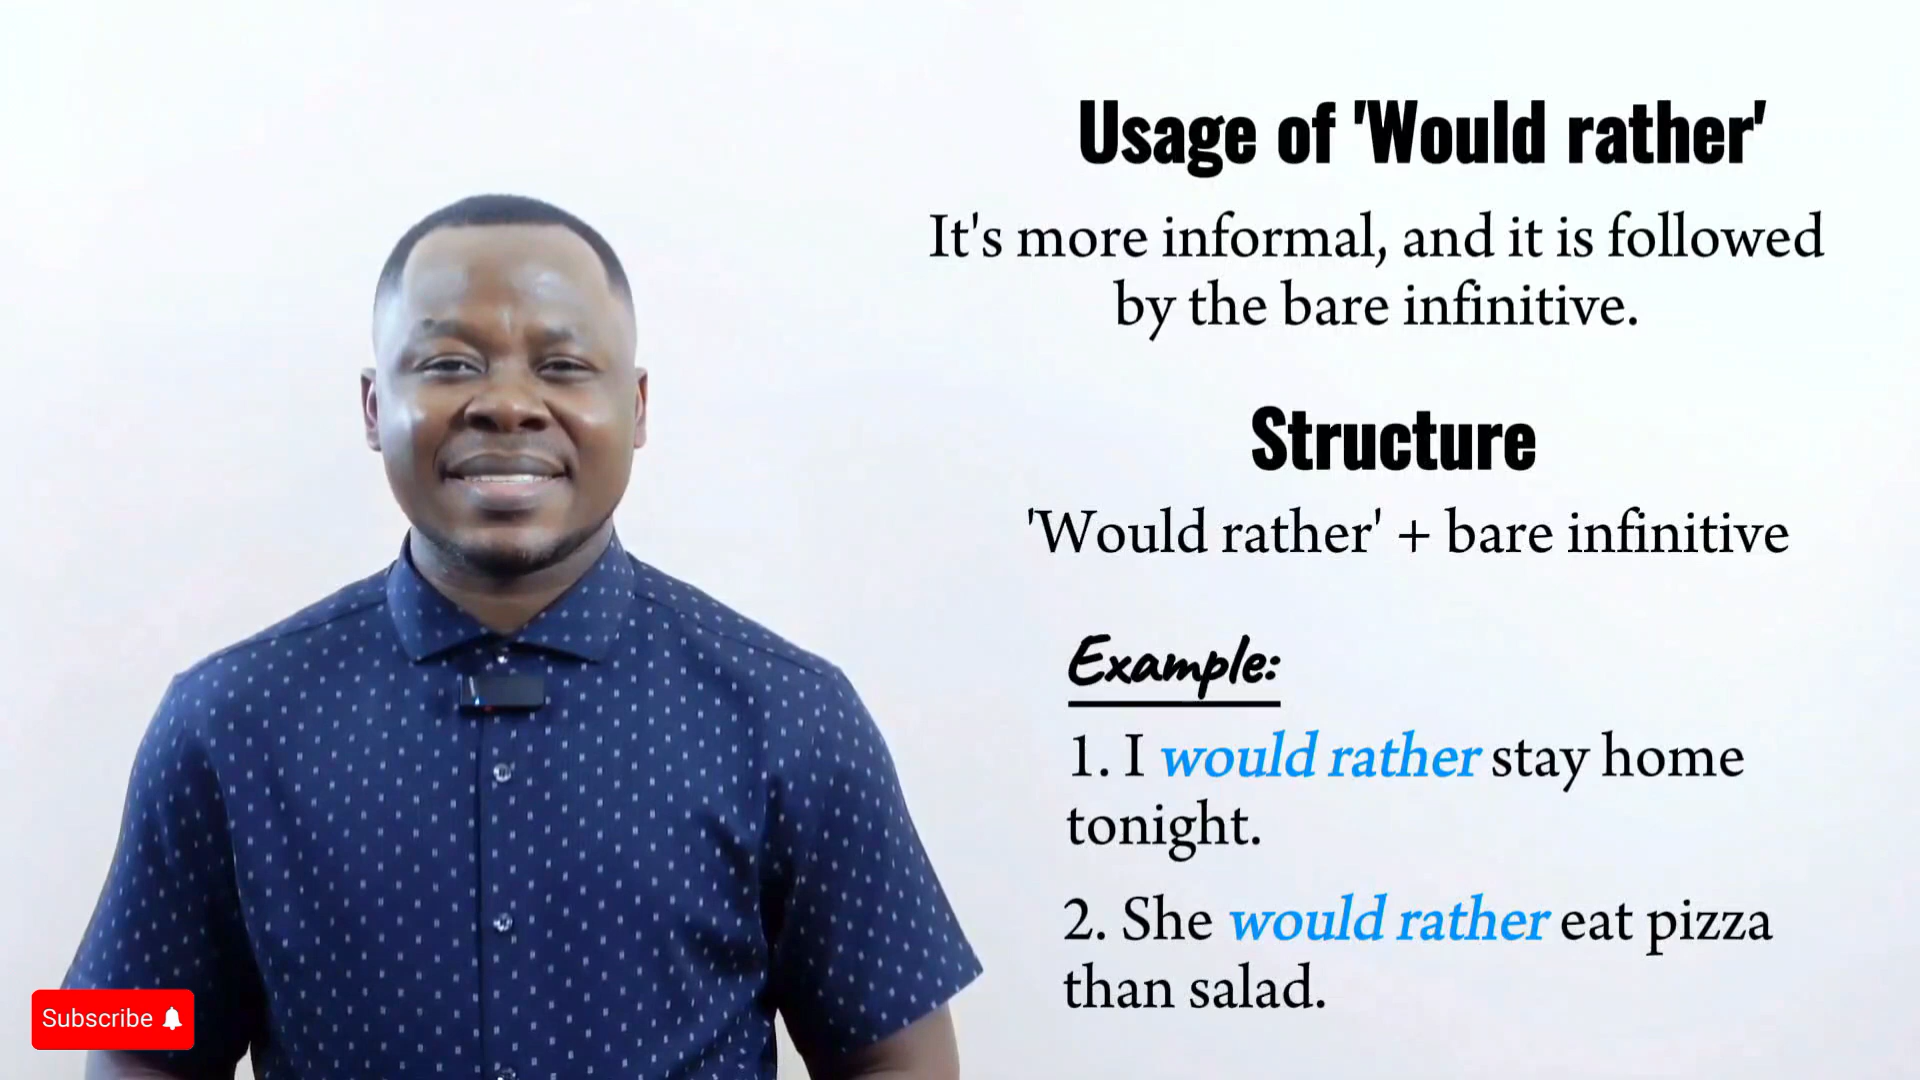 Usage of 'Would rather'
It's more informal, and it is followed
by the bare infinitive.
Structure
'Would rather' + bare infinitive
Example:
1. I would rather stay home
tonight.
2. She would rather eat pizza
than salad.
Subscribe